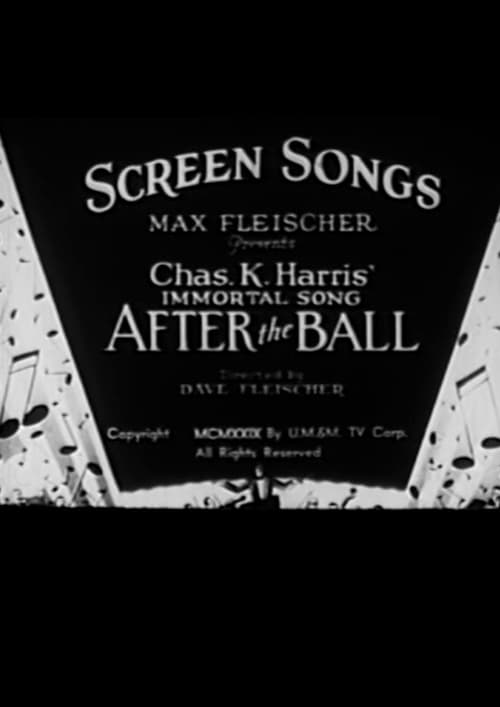 SCREEN SONGS
MAX FLEISCHER
Presents
Chas. K. Harris'
IMMORTAL SONG
AFTER the BALL
Directed by
DAVE FLEISCHER
Copyright MCMXXIX By U.M.&M. TV Corp.
All Rights Reserved